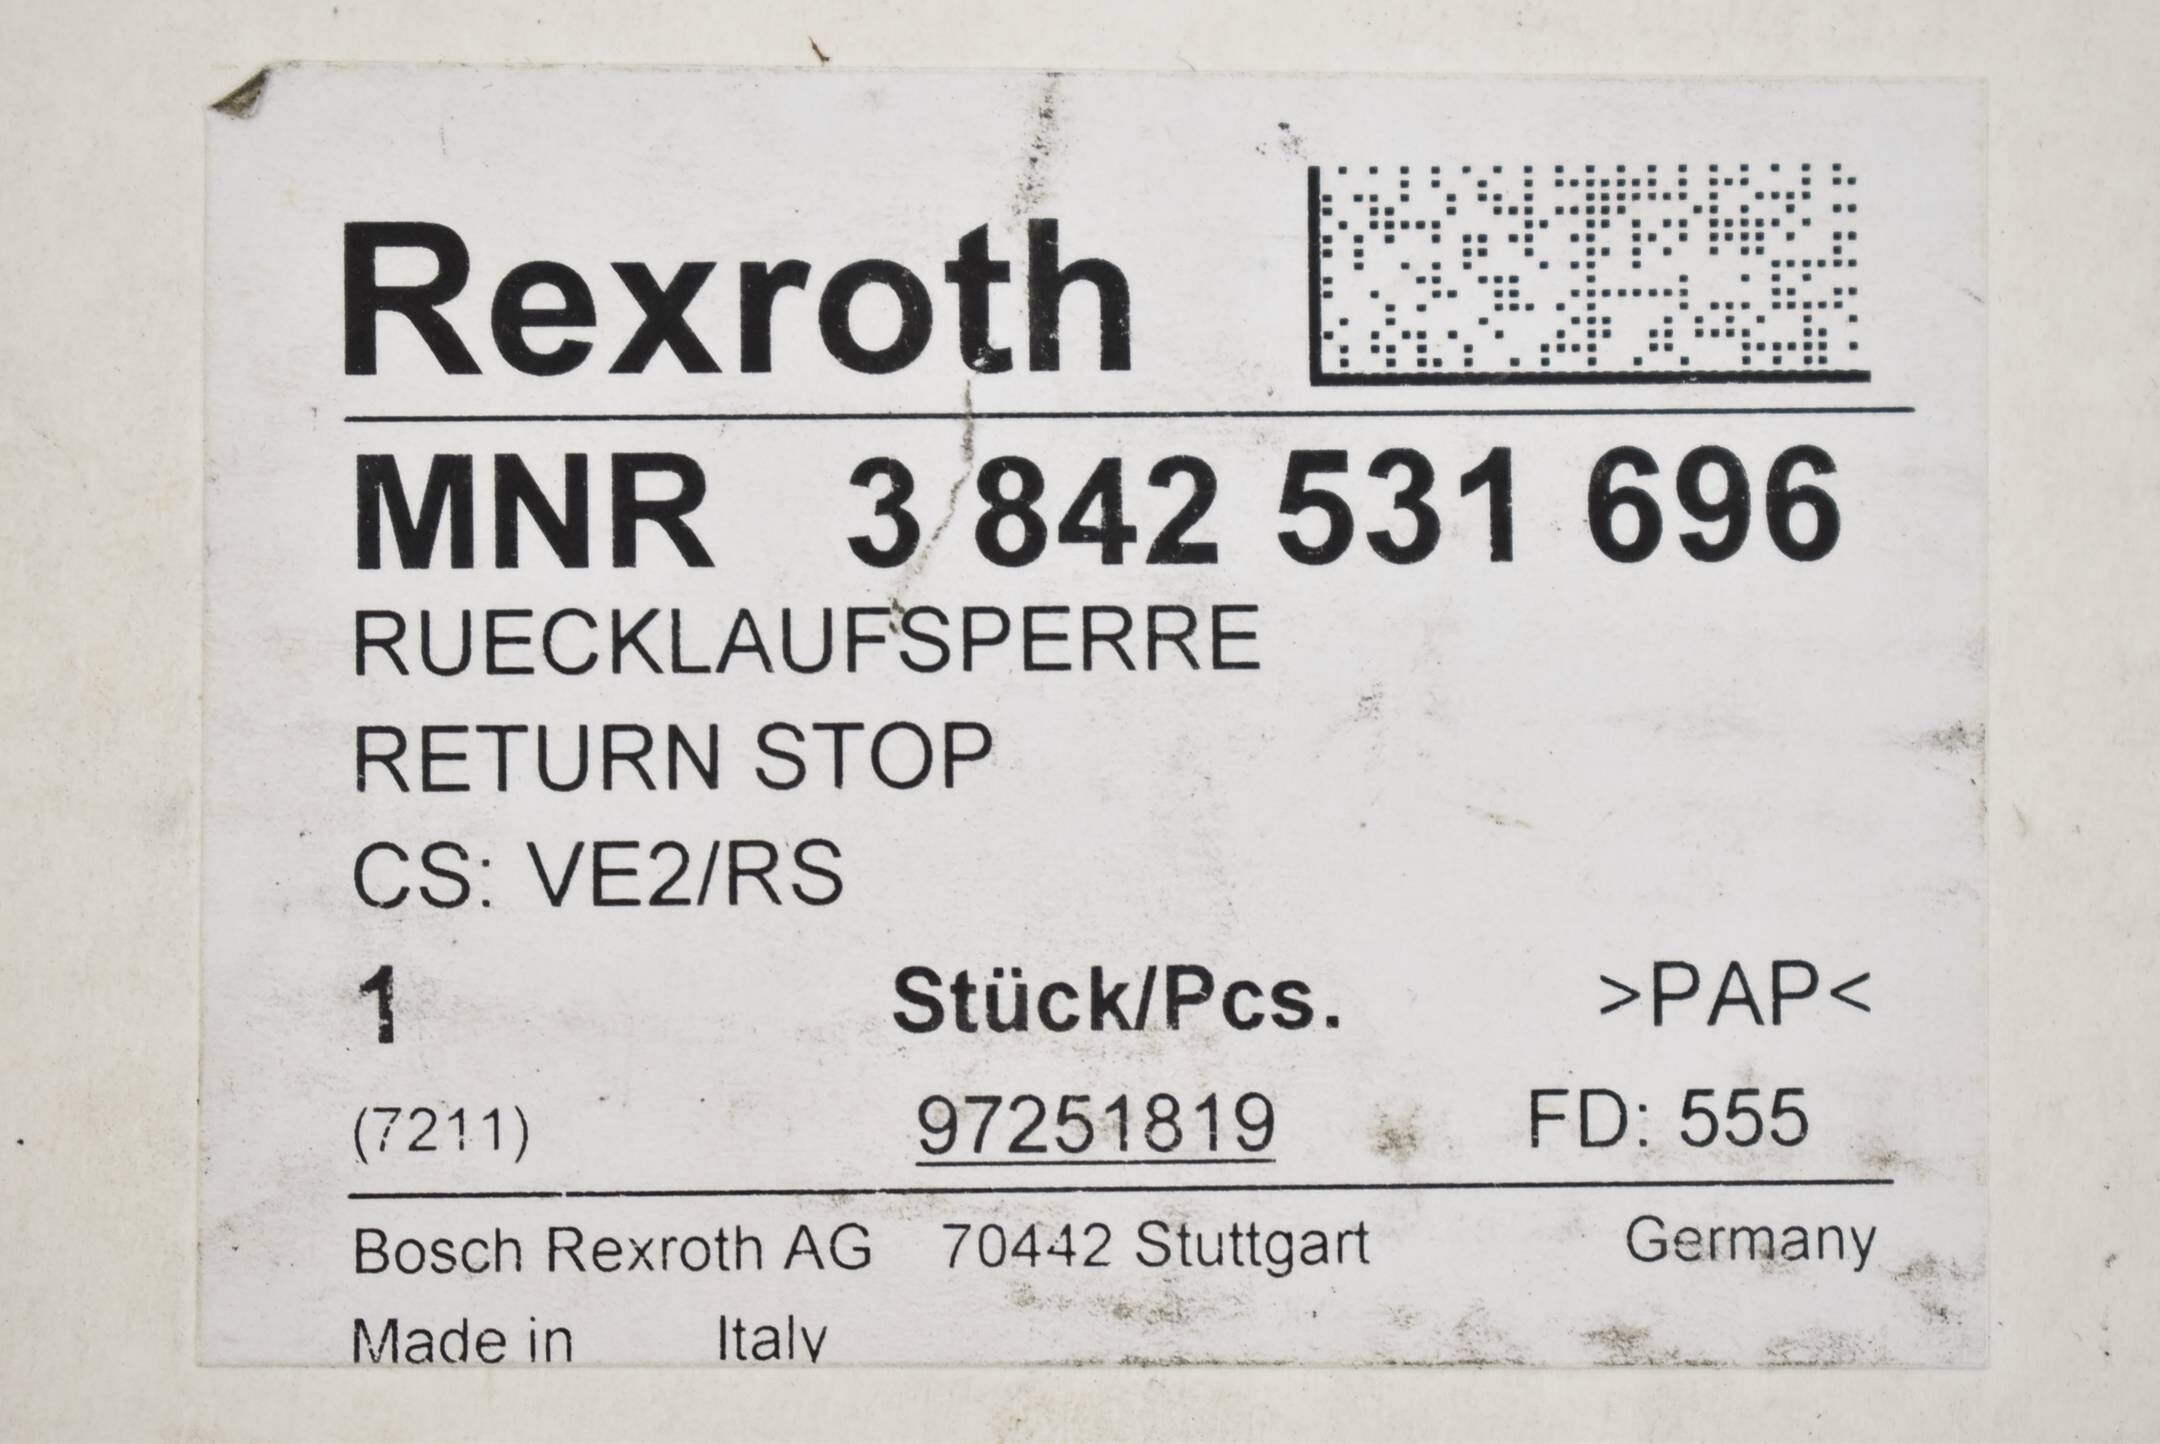 Rexroth
MNR 3 842 531 696
RUECKLAUFSPERRE
RETURN STOP
CS: VE2/RS
1 Stück/Pcs. >PAP<
(7211) 97251819 FD: 555
Bosch Rexroth AG 70442 Stuttgart Germany
Made in Italy